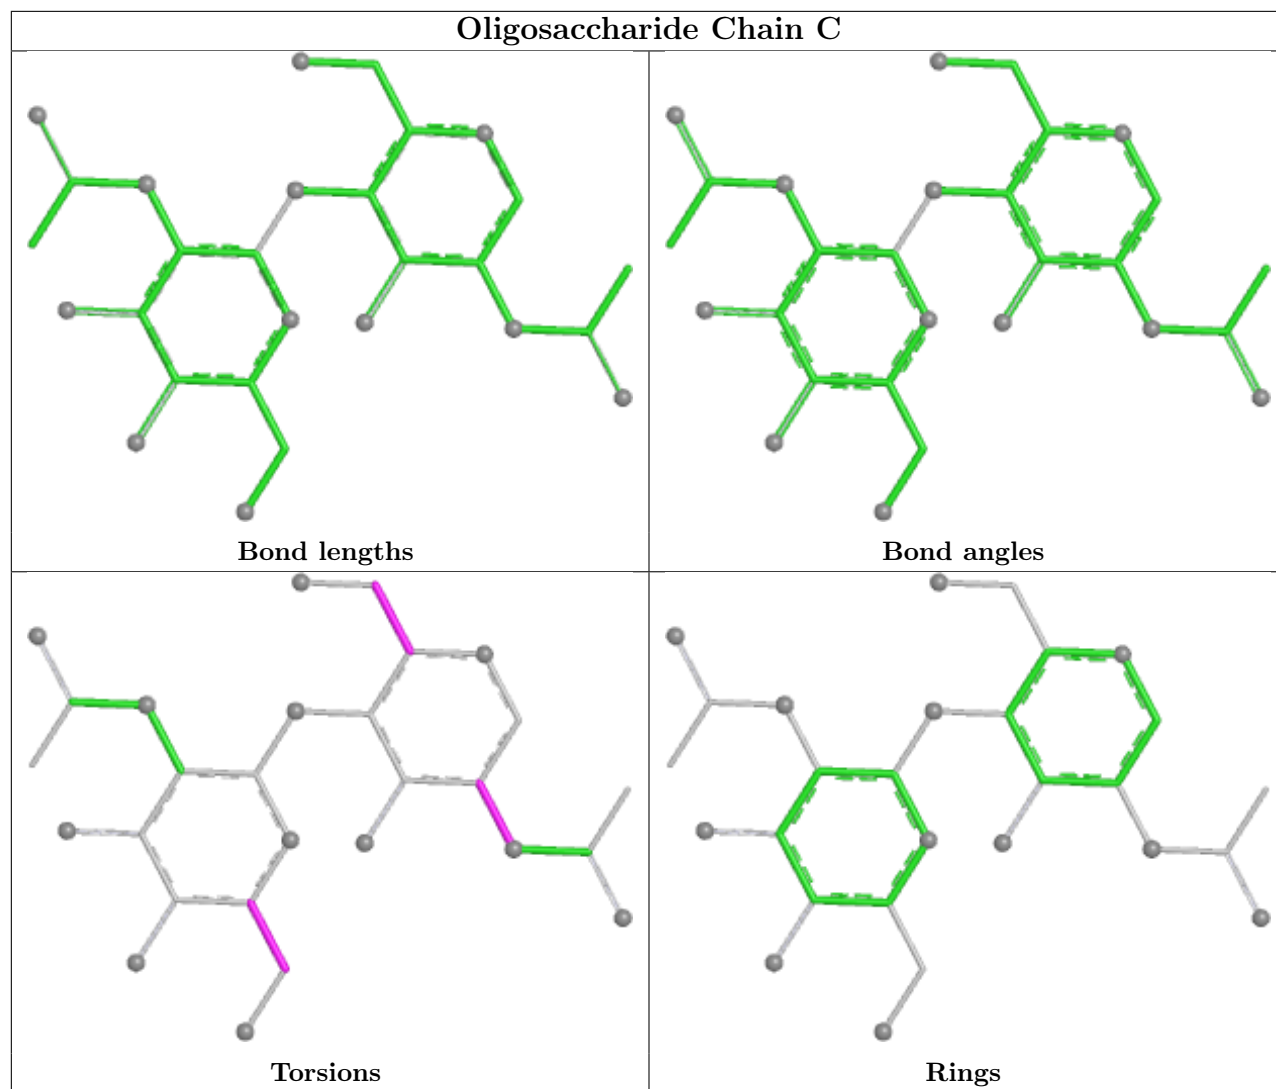 Oligosaccharide Chain C
Bond lengths
Bond angles
Torsions
Rings